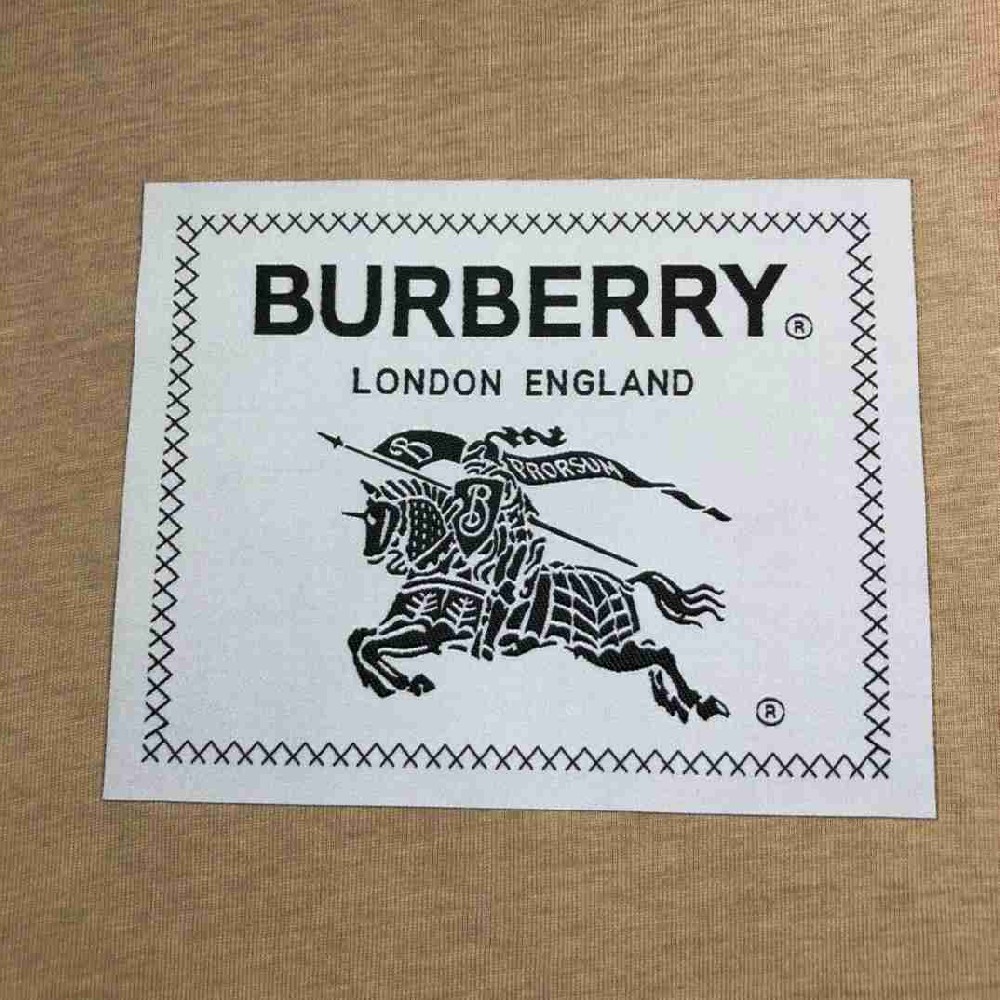 BURBERRY®
LONDON ENGLAND
PRORSUM
B
®